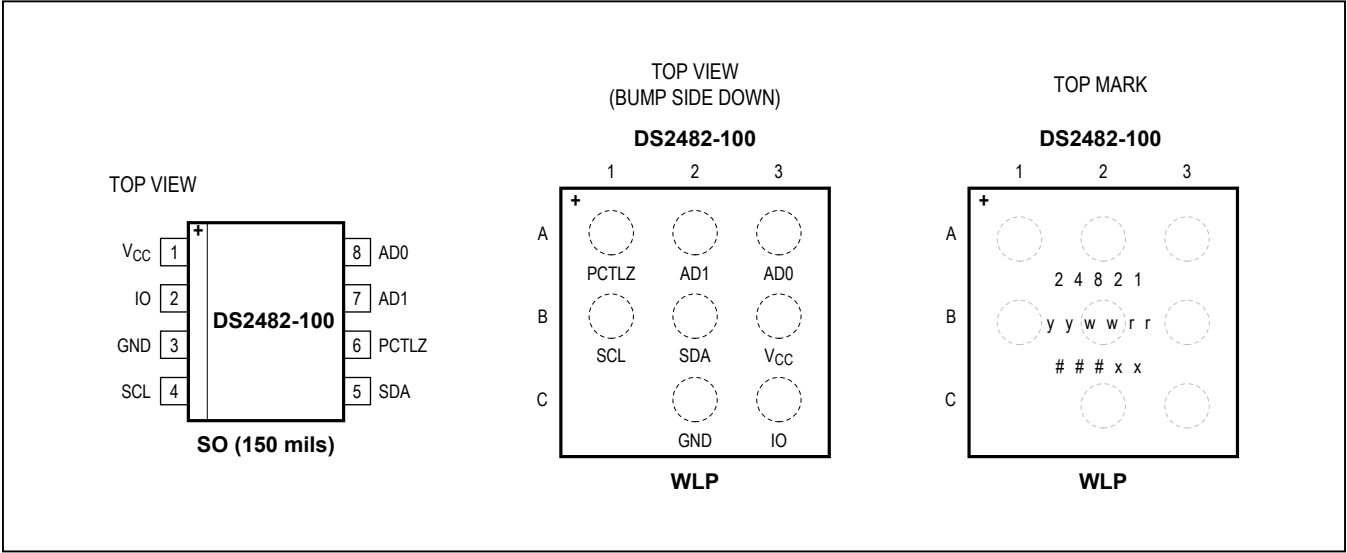 TOP VIEW
+
VCC 1
8 AD0
IO 2
7 AD1
DS2482-100
GND 3
6 PCTLZ
SCL 4
5 SDA
SO (150 mils)
TOP VIEW
(BUMP SIDE DOWN)
DS2482-100
1 2 3
+
A
PCTLZ AD1 AD0
B
SCL SDA VCC
C
GND IO
WLP
TOP MARK
DS2482-100
1 2 3
+
A
2 4 8 2 1
B
y y w w r r
# # # x x
C
WLP